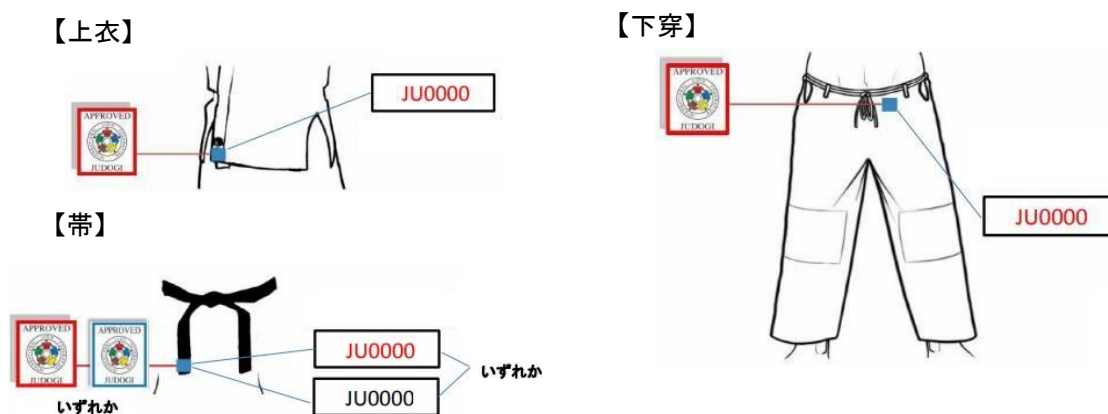 【上衣】
APPROVED
JUDOGI
JU0000
【帯】
APPROVED
JUDOGI
APPROVED
JUDOGI
いずれか
JU0000
JU0000
いずれか
【下穿】
APPROVED
JUDOGI
JU0000